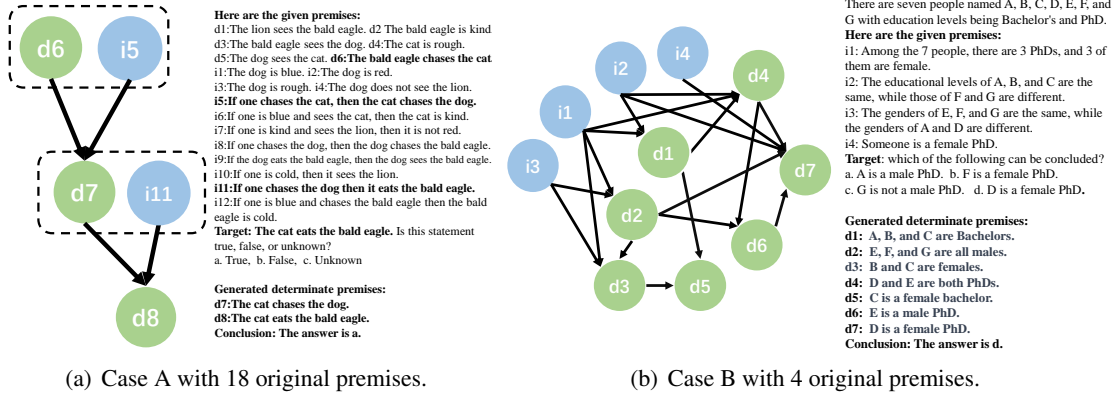 d6
i5
d7
i11
d8
Here are the given premises:
d1:The lion sees the bald eagle. d2 The bald eagle is kind
d3:The bald eagle sees the dog. d4:The cat is rough.
d5:The dog sees the cat. d6:The bald eagle chases the cat
i1:The dog is blue. i2:The dog is red.
i3:The dog is rough. i4:The dog does not see the lion.
i5:If one chases the cat, then the cat chases the dog.
i6:If one is blue and sees the cat, then the cat is kind.
i7:If one is kind and sees the lion, then it is not red.
i8:If one chases the dog, then the dog chases the bald eagle.
i9:If the dog eats the bald eagle, then the dog sees the bald eagle.
i10:If one is cold, then it sees the lion.
i11:If one chases the dog then it eats the bald eagle.
i12:If one is blue and chases the bald eagle then the bald
eagle is cold.
Target: The cat eats the bald eagle. Is this statement
true, false, or unknown?
a. True, b. False, c. Unknown
Generated determinate premises:
d7:The cat chases the dog.
d8:The cat eats the bald eagle.
Conclusion: The answer is a.
(a) Case A with 18 original premises.
i4
i2
d4
i1
d1
i3
d7
d2
d6
d3
d5
There are seven people named A, B, C, D, E, F, and
G with education levels being Bachelor's and PhD.
Here are the given premises:
i1: Among the 7 people, there are 3 PhDs, and 3 of
them are female.
i2: The educational levels of A, B, and C are the
same, while those of F and G are different.
i3: The genders of E, F, and G are the same, while
the genders of A and D are different.
i4: Someone is a female PhD.
Target: which of the following can be concluded?
a. A is a male PhD. b. F is a female PhD.
c. G is not a male PhD. d. D is a female PhD.
Generated determinate premises:
d1: A, B, and C are Bachelors.
d2: E, F, and G are all males.
d3: B and C are females.
d4: D and E are both PhDs.
d5: C is a female bachelor.
d6: E is a male PhD.
d7: D is a female PhD.
Conclusion: The answer is d.
(b) Case B with 4 original premises.